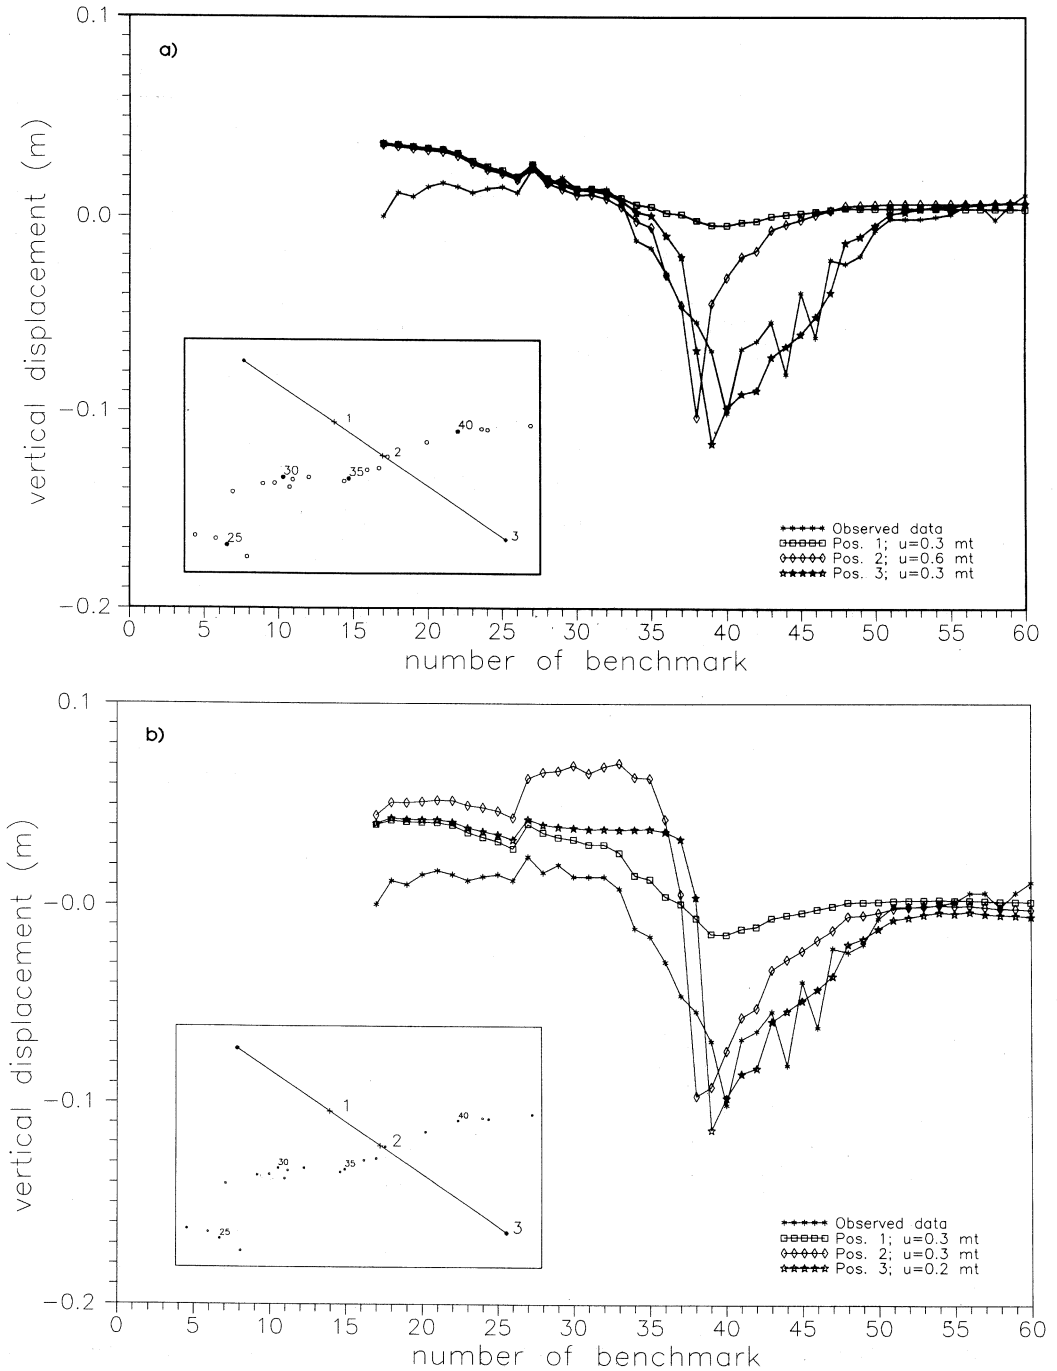 a)
0.1
0.0
−0.1
−0.2
vertical displacement (m)
1
2
3
40
35
30
25
Observed data
Pos. 1; u=0.3 mt
Pos. 2; u=0.6 mt
Pos. 3; u=0.3 mt
0 5 10 15 20 25 30 35 40 45 50 55 60
number of benchmark
b)
0.1
−0.0
−0.1
−0.2
vertical displacement (m)
1
2
3
40
35
30
25
Observed data
Pos. 1; u=0.3 mt
Pos. 2; u=0.3 mt
Pos. 3; u=0.2 mt
0 5 10 15 20 25 30 35 40 45 50 55 60
number of benchmark